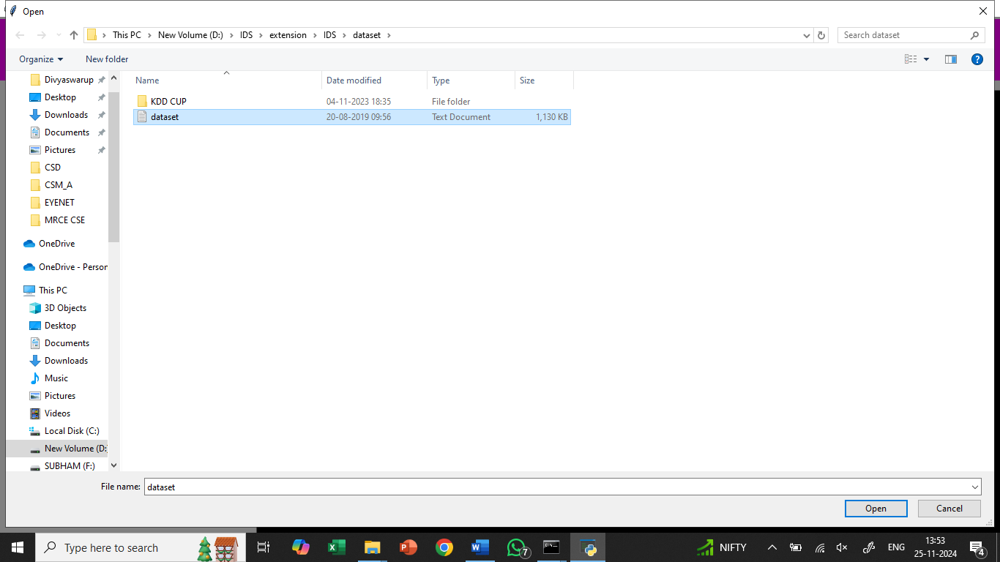 Open
This PC > New Volume (D:) > IDS > extension > IDS > dataset >
Search dataset
Organize
New folder
Name
Date modified
Type
Size
KDD CUP 04-11-2023 18:35 File folder
dataset 20-08-2019 09:56 Text Document 1,130 KB
Divyaswarup
Desktop
Downloads
Documents
Pictures
CSD
CSM_A
EYENET
MRCE CSE
OneDrive
OneDrive - Person
This PC
3D Objects
Desktop
Documents
Downloads
Music
Pictures
Videos
Local Disk (C:)
New Volume (D:
SUBHAM (F:)
File name: dataset
Open
Cancel
Type here to search
7
NIFTY
ENG
13:53
25-11-2024
4